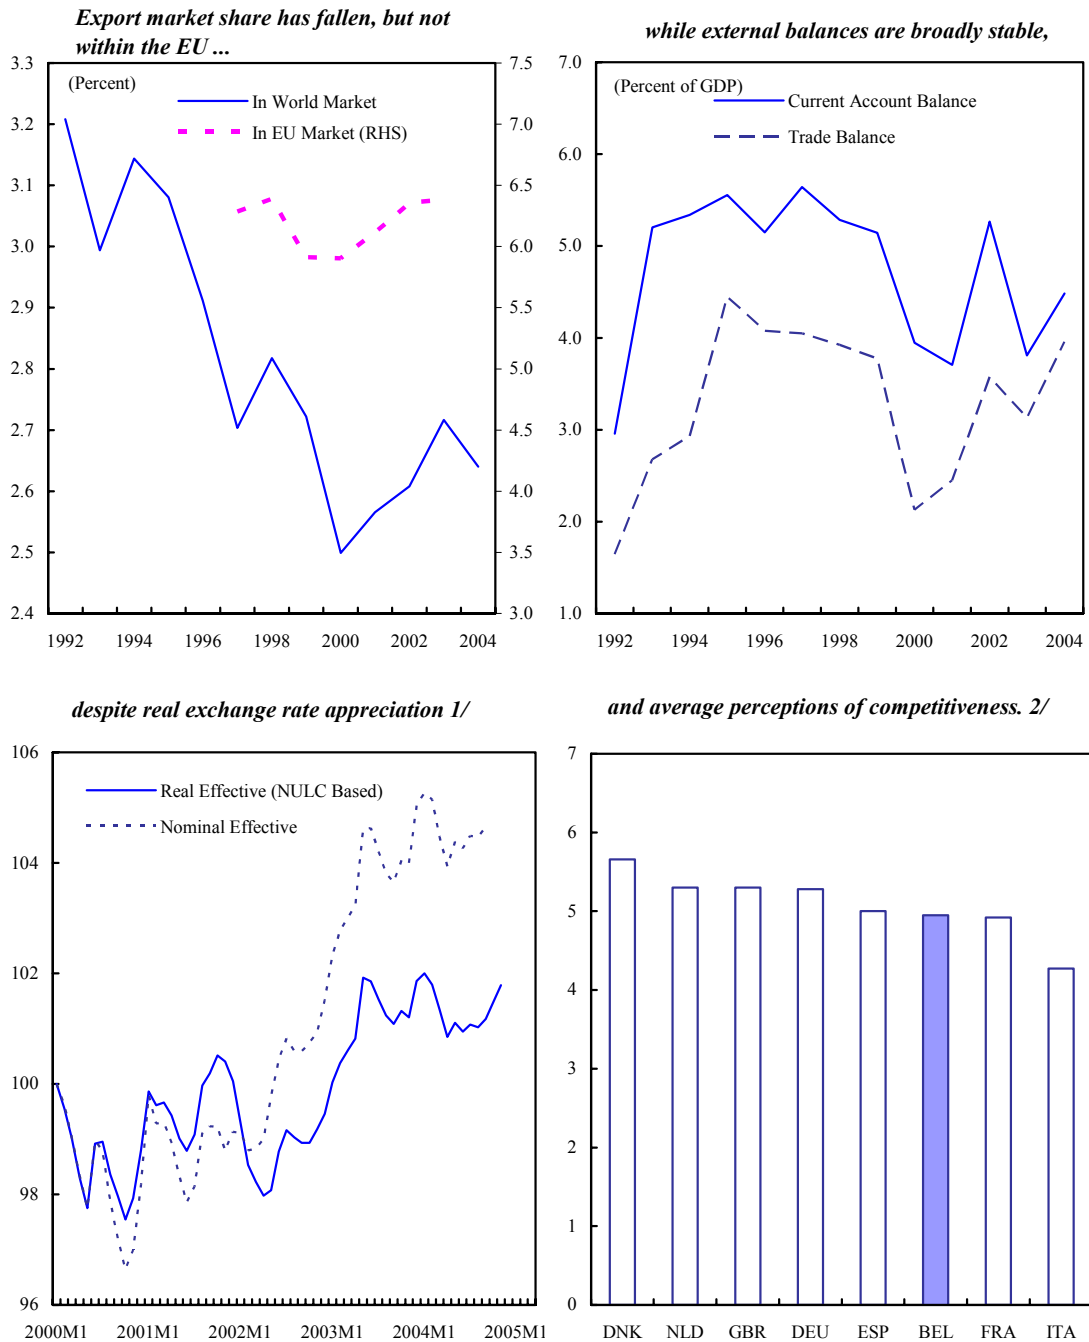 Export market share has fallen, but not
within the EU ...
(Percent)
In World Market
In EU Market (RHS)
3.3
3.2
3.1
3.0
2.9
2.8
2.7
2.6
2.5
2.4
7.5
7.0
6.5
6.0
5.5
5.0
4.5
4.0
3.5
3.0
1992 1994 1996 1998 2000 2002 2004
while external balances are broadly stable,
(Percent of GDP)
Current Account Balance
Trade Balance
7.0
6.0
5.0
4.0
3.0
2.0
1.0
1992 1994 1996 1998 2000 2002 2004
despite real exchange rate appreciation 1/
Real Effective (NULC Based)
Nominal Effective
106
104
102
100
98
96
2000M1 2001M1 2002M1 2003M1 2004M1 2005M1
and average perceptions of competitiveness. 2/
7
6
5
4
3
2
1
0
DNK NLD GBR DEU ESP BEL FRA ITA